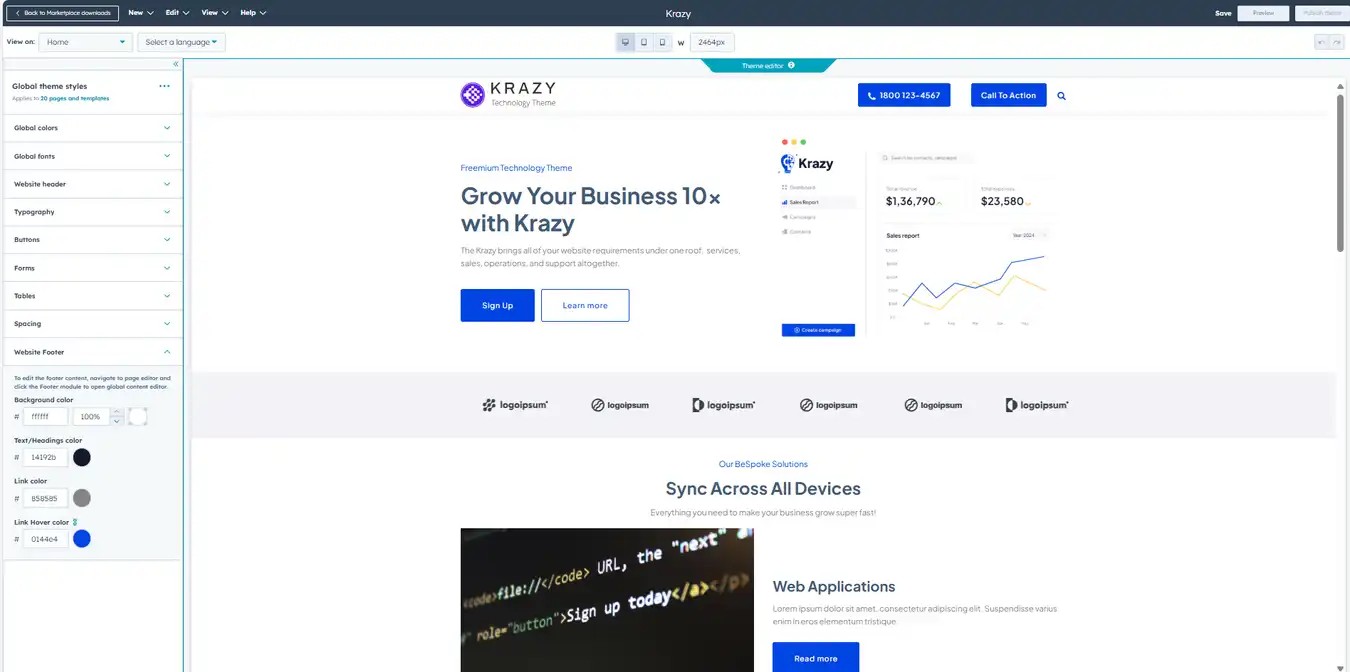 Back to Marketplace downloads
New
Edit
View
Help
Krazy
Save
Preview
Publish theme
View on:
Home
Select a language
W
2464px
Theme editor
Global theme styles
Applies to 20 pages and templates
Global colors
Global fonts
Website header
Typography
Buttons
Forms
Tables
Spacing
Website Footer
To edit the footer content, navigate to page editor and
click the Footer module to open global content editor.
Background color
# ffffff 100%
Text/Headings color
# 14192b
Link color
# 858585
Link Hover color
# 0144e4
KRAZY
Technology Theme
1800 123-4567
Call To Action
Freemium Technology Theme
Grow Your Business 10x
with Krazy
The Krazy brings all of your website requirements under one roof, services,
sales, operations, and support altogether.
Sign Up
Learn more
Krazy
Dashboard
Sales Report
Campaigns
$1,36,790
$23,580
Sales report
Year 2024
Create campaign
logoipsum
logoipsum
logoipsum
logoipsum
logoipsum
logoipsum
Our BeSpoke Solutions
Sync Across All Devices
Everything you need to make your business grow super fast!
<code>file://</code> URL, the "next"
>Sign up today</a></p>
role="button"
Web Applications
Lorem ipsum dolor sit amet, consectetur adipiscing elit. Suspendisse varius
enim in eros elementum tristique.
Read more